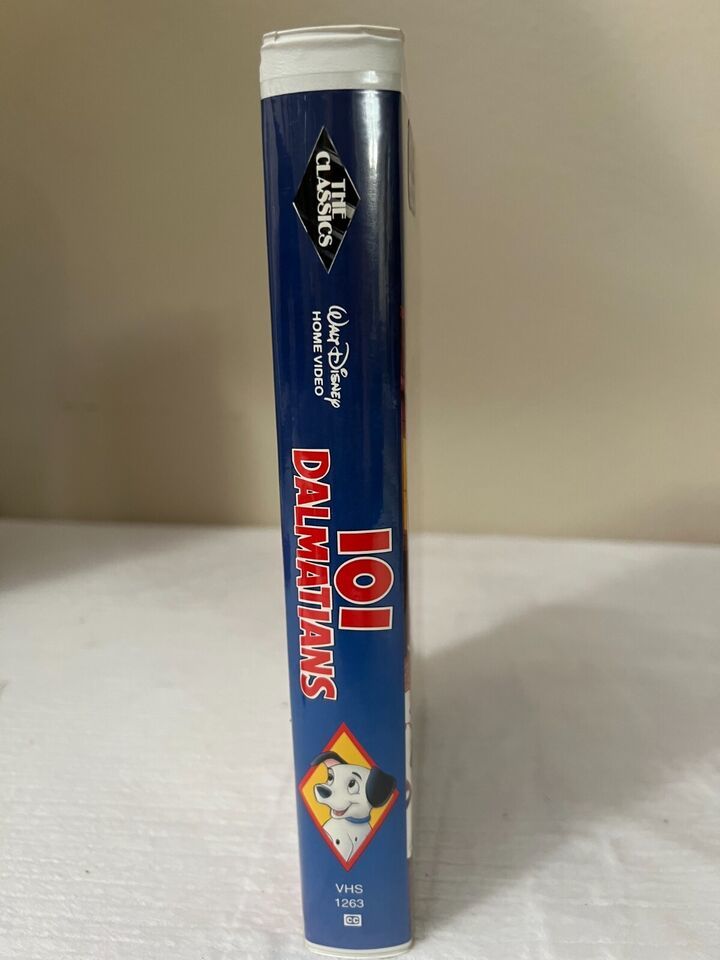 THE
CLASSICS
WALT DISNEY
HOME VIDEO
101
DALMATIANS
VHS
1263
CC